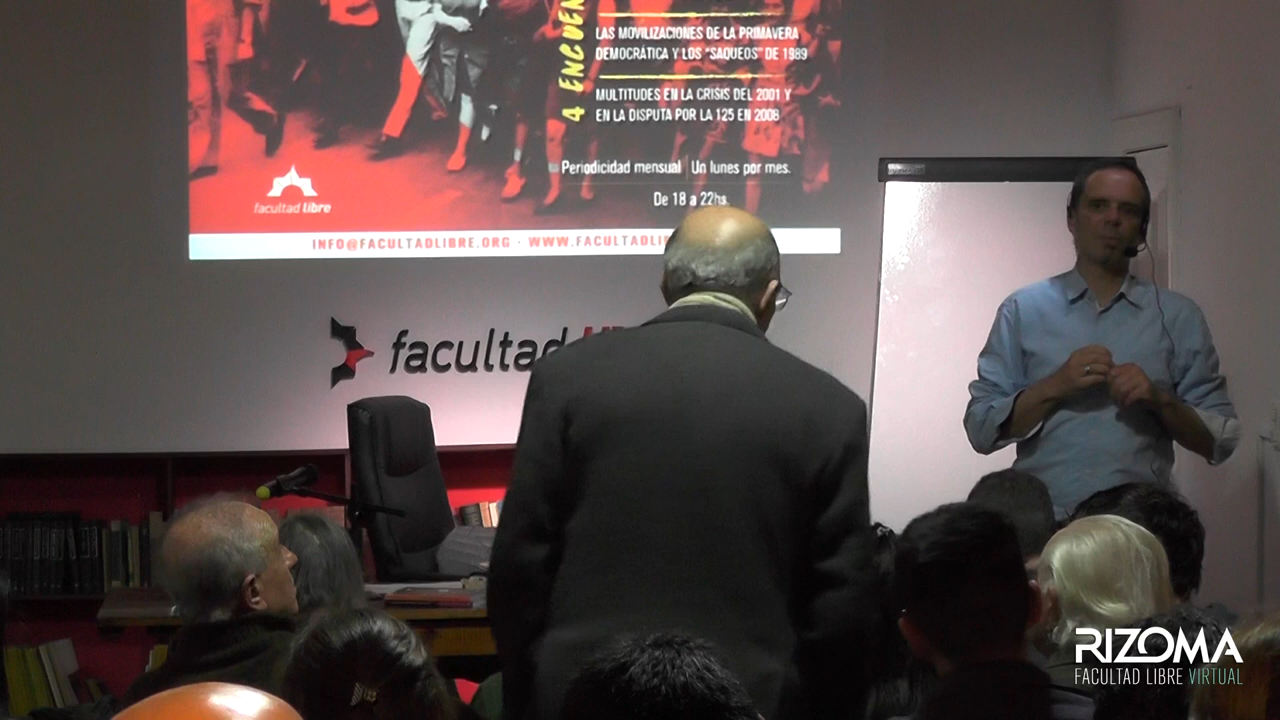 4 ENCUEN
LAS MOVILIZACIONES DE LA PRIMAVERA
DEMOCRÁTICA Y LOS "SAQUEOS" DE 1989
MULTITUDES EN LA CRISIS DEL 2001 Y
EN LA DISPUTA POR LA 125 EN 2008
Periodicidad mensual | Un lunes por mes.
De 18 a 22hs.
facultad libre
INFO@FACULTADLIBRE.ORG · WWW.FACULTADLI
facultad
RIZOMA
FACULTAD LIBRE VIRTUAL